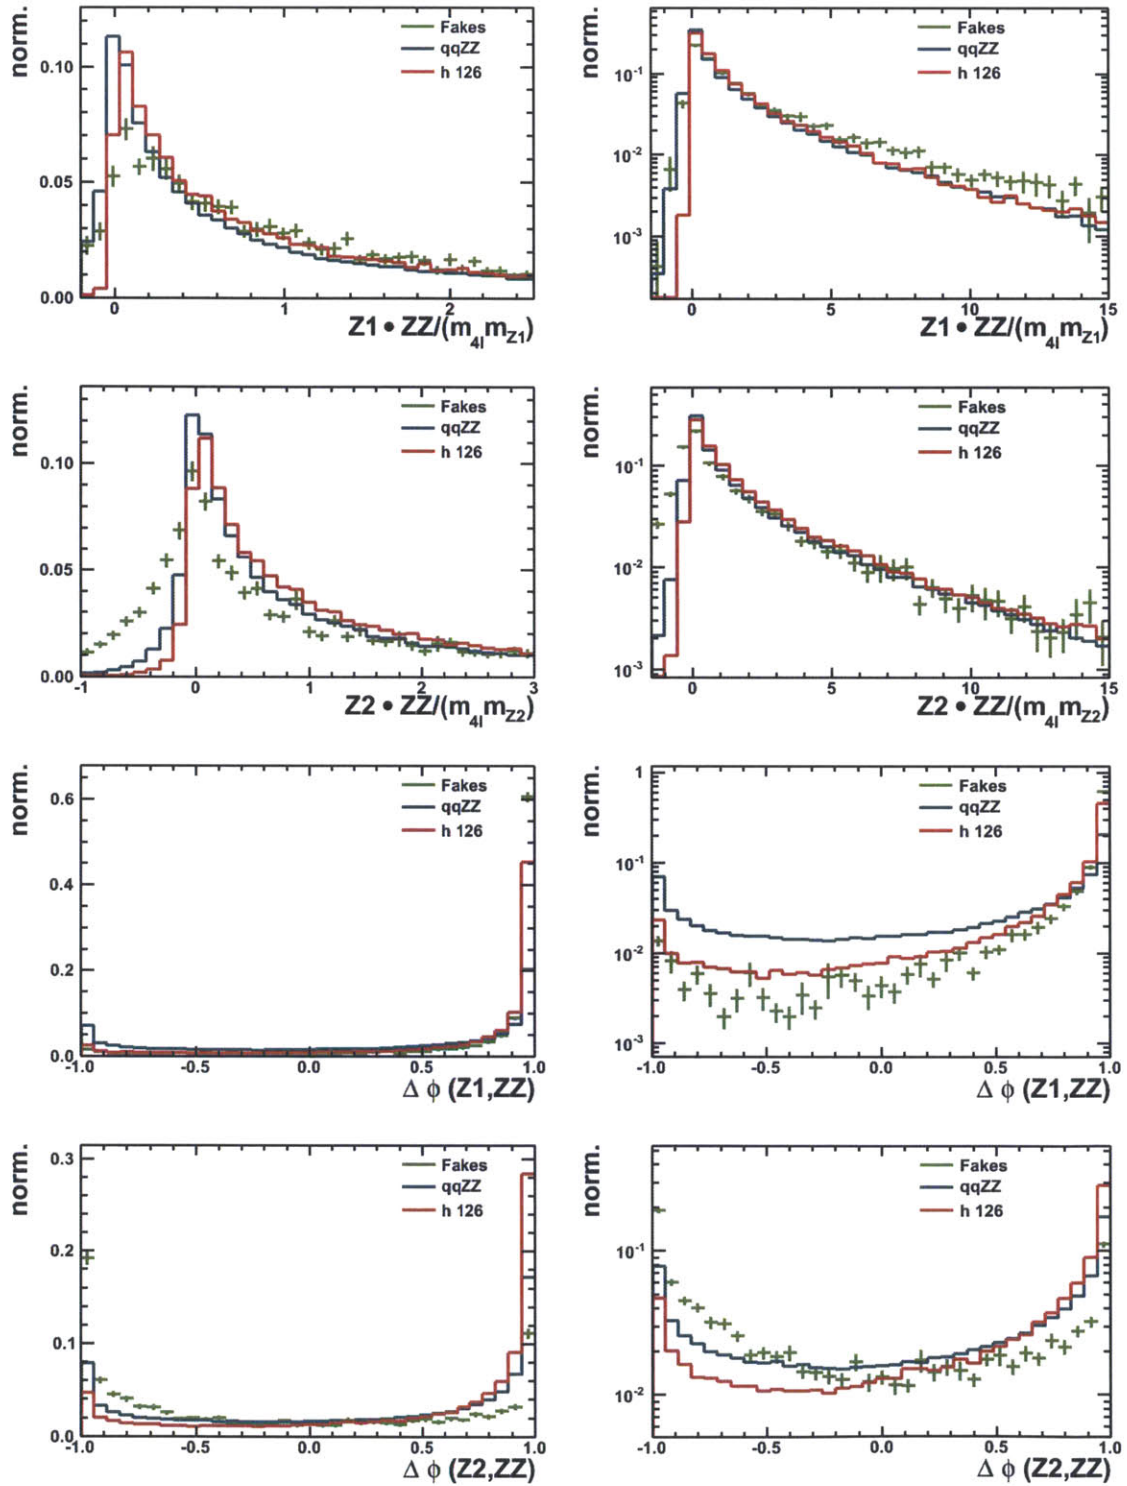 norm.
Fakes
qqZZ
h 126
0.10
0.05
0.00
0 1 2
Z1 • ZZ/(m4lmZ1)
norm.
Fakes
qqZZ
h 126
10-1
10-2
10-3
0 5 10 15
Z1 • ZZ/(m4lmZ1)
norm.
Fakes
qqZZ
h 126
0.10
0.05
0.00
-1 0 1 2 3
Z2 • ZZ/(m4lmZ2)
norm.
Fakes
qqZZ
h 126
10-1
10-2
10-3
0 5 10 15
Z2 • ZZ/(m4lmZ2)
norm.
Fakes
qqZZ
h 126
0.6
0.4
0.2
0.0
-1.0 -0.5 0.0 0.5 1.0
Δ ϕ (Z1,ZZ)
norm.
Fakes
qqZZ
h 126
1
10-1
10-2
10-3
-1.0 -0.5 0.0 0.5 1.0
Δ ϕ (Z1,ZZ)
norm.
Fakes
qqZZ
h 126
0.3
0.2
0.1
0.0
-1.0 -0.5 0.0 0.5 1.0
Δ ϕ (Z2,ZZ)
norm.
Fakes
qqZZ
h 126
10-1
10-2
-1.0 -0.5 0.0 0.5 1.0
Δ ϕ (Z2,ZZ)